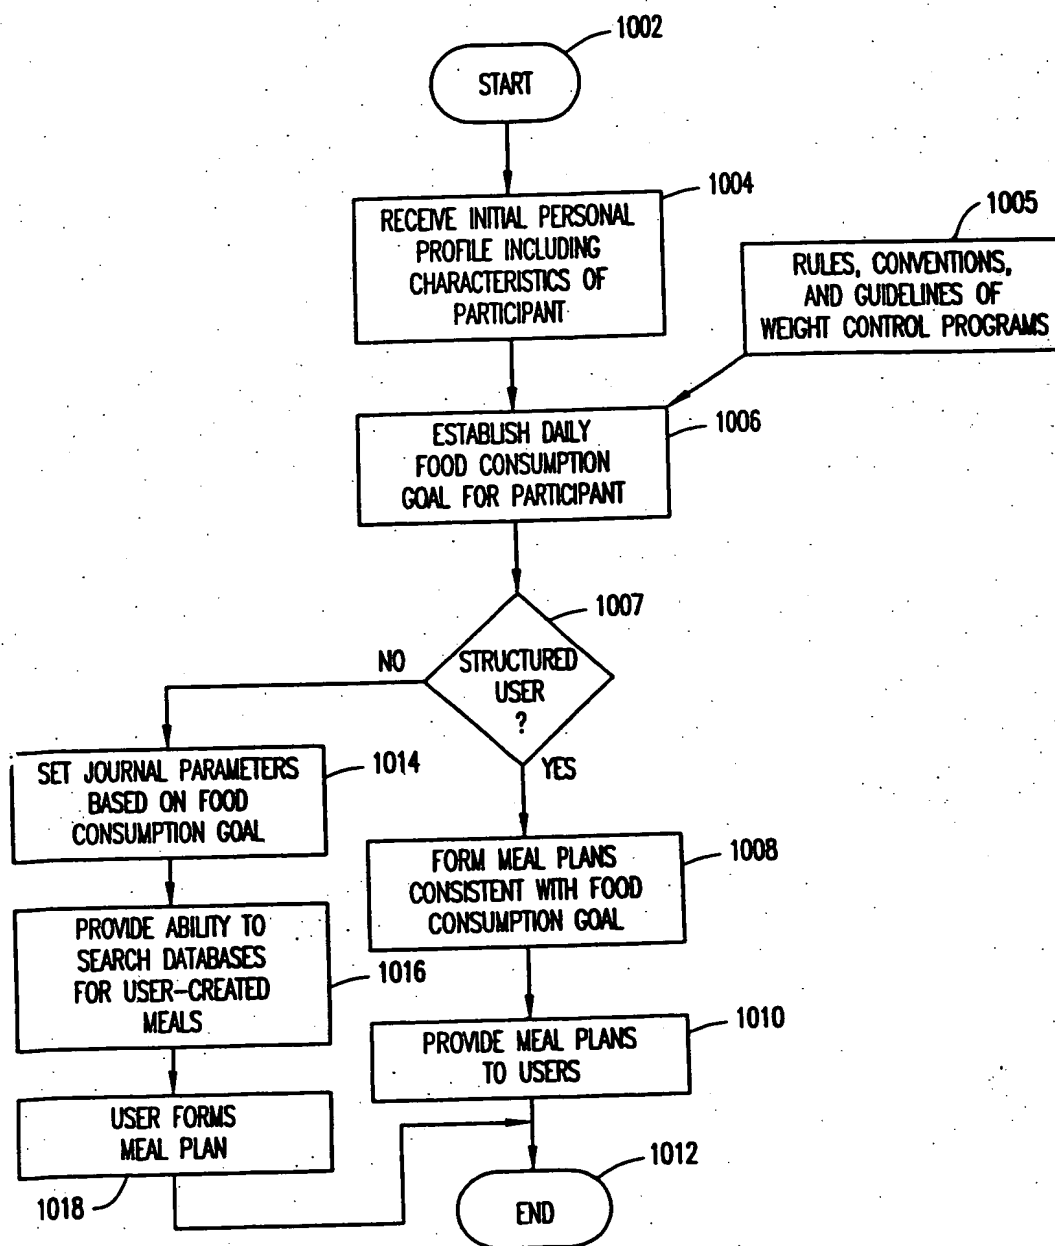 1002
START
1004
RECEIVE INITIAL PERSONAL
PROFILE INCLUDING
CHARACTERISTICS OF
PARTICIPANT
1005
RULES, CONVENTIONS,
AND GUIDELINES OF
WEIGHT CONTROL PROGRAMS
1006
ESTABLISH DAILY
FOOD CONSUMPTION
GOAL FOR PARTICIPANT
1007
STRUCTURED
USER
?
NO
YES
SET JOURNAL PARAMETERS
BASED ON FOOD
CONSUMPTION GOAL
1014
FORM MEAL PLANS
CONSISTENT WITH FOOD
CONSUMPTION GOAL
1008
PROVIDE ABILITY TO
SEARCH DATABASES
FOR USER-CREATED
MEALS
1016
PROVIDE MEAL PLANS
TO USERS
1010
USER FORMS
MEAL PLAN
1018
1012
END